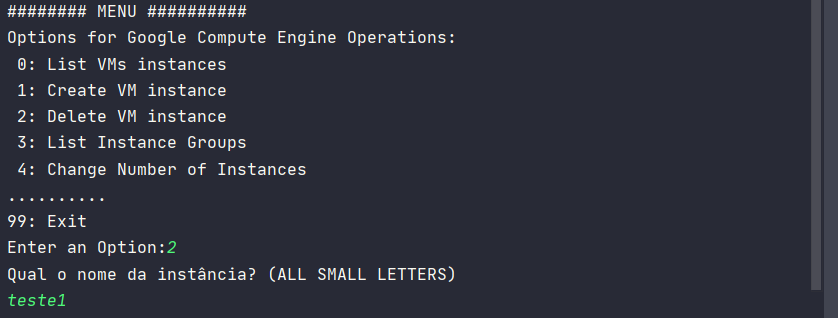 ######## MENU ##########
Options for Google Compute Engine Operations:
0: List VMs instances
1: Create VM instance
2: Delete VM instance
3: List Instance Groups
4: Change Number of Instances
..........
99: Exit
Enter an Option:2
Qual o nome da instância? (ALL SMALL LETTERS)
teste1